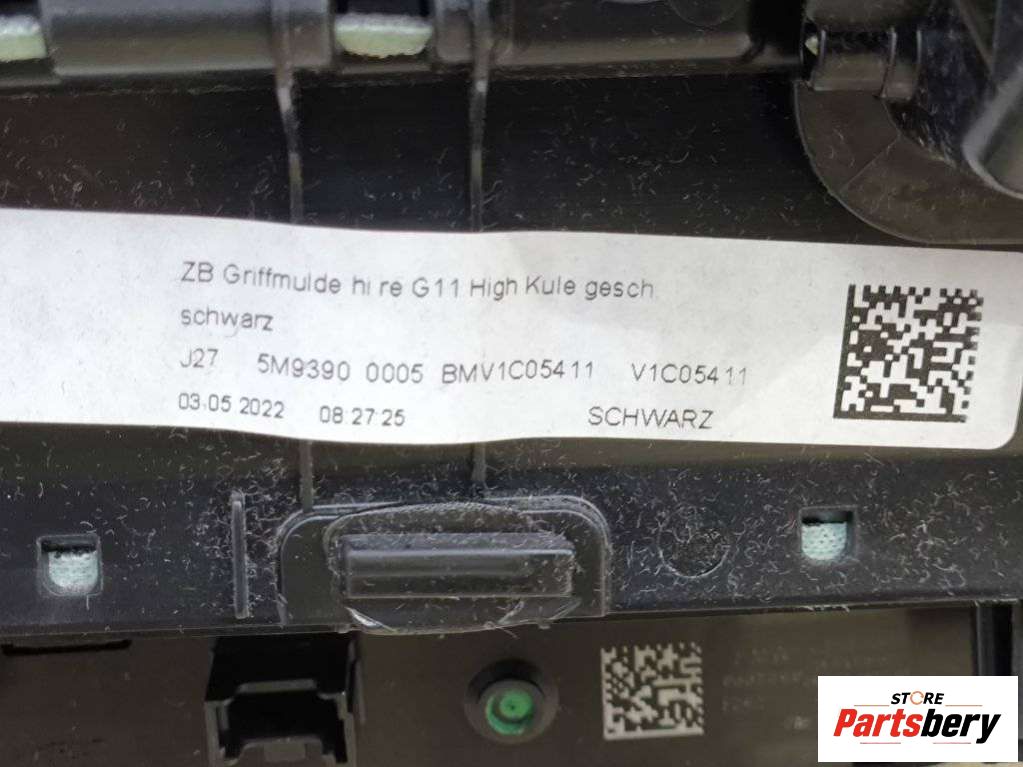 ZB Griffmulde hi re G11 High Kule gesch
schwarz
J27 5M9390 0005 BMV1C05411 V1C05411
03.05.2022 08:27:25 SCHWARZ
STORE
Partsbery